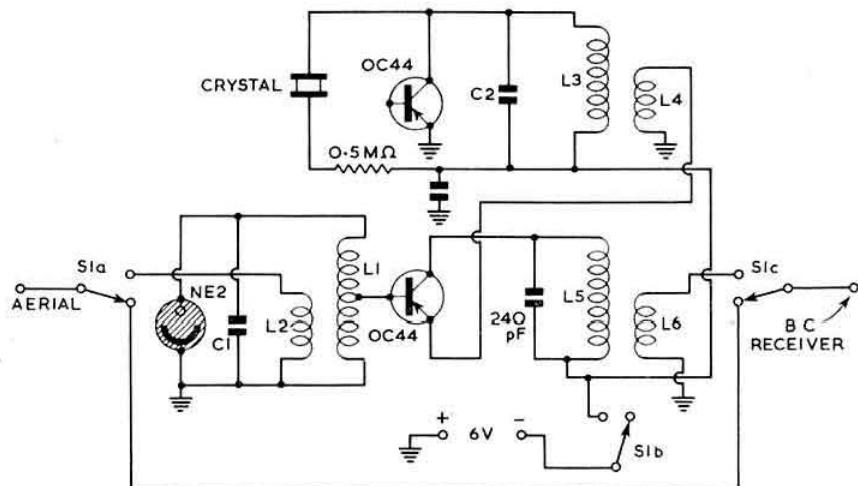 OC44
CRYSTAL
C2
L3
L4
0·5MΩ
S1a
NE2
L1
S1c
AERIAL
C1
L2
OC44
240
pF
L5
L6
B C
RECEIVER
+
6V
−
S1b